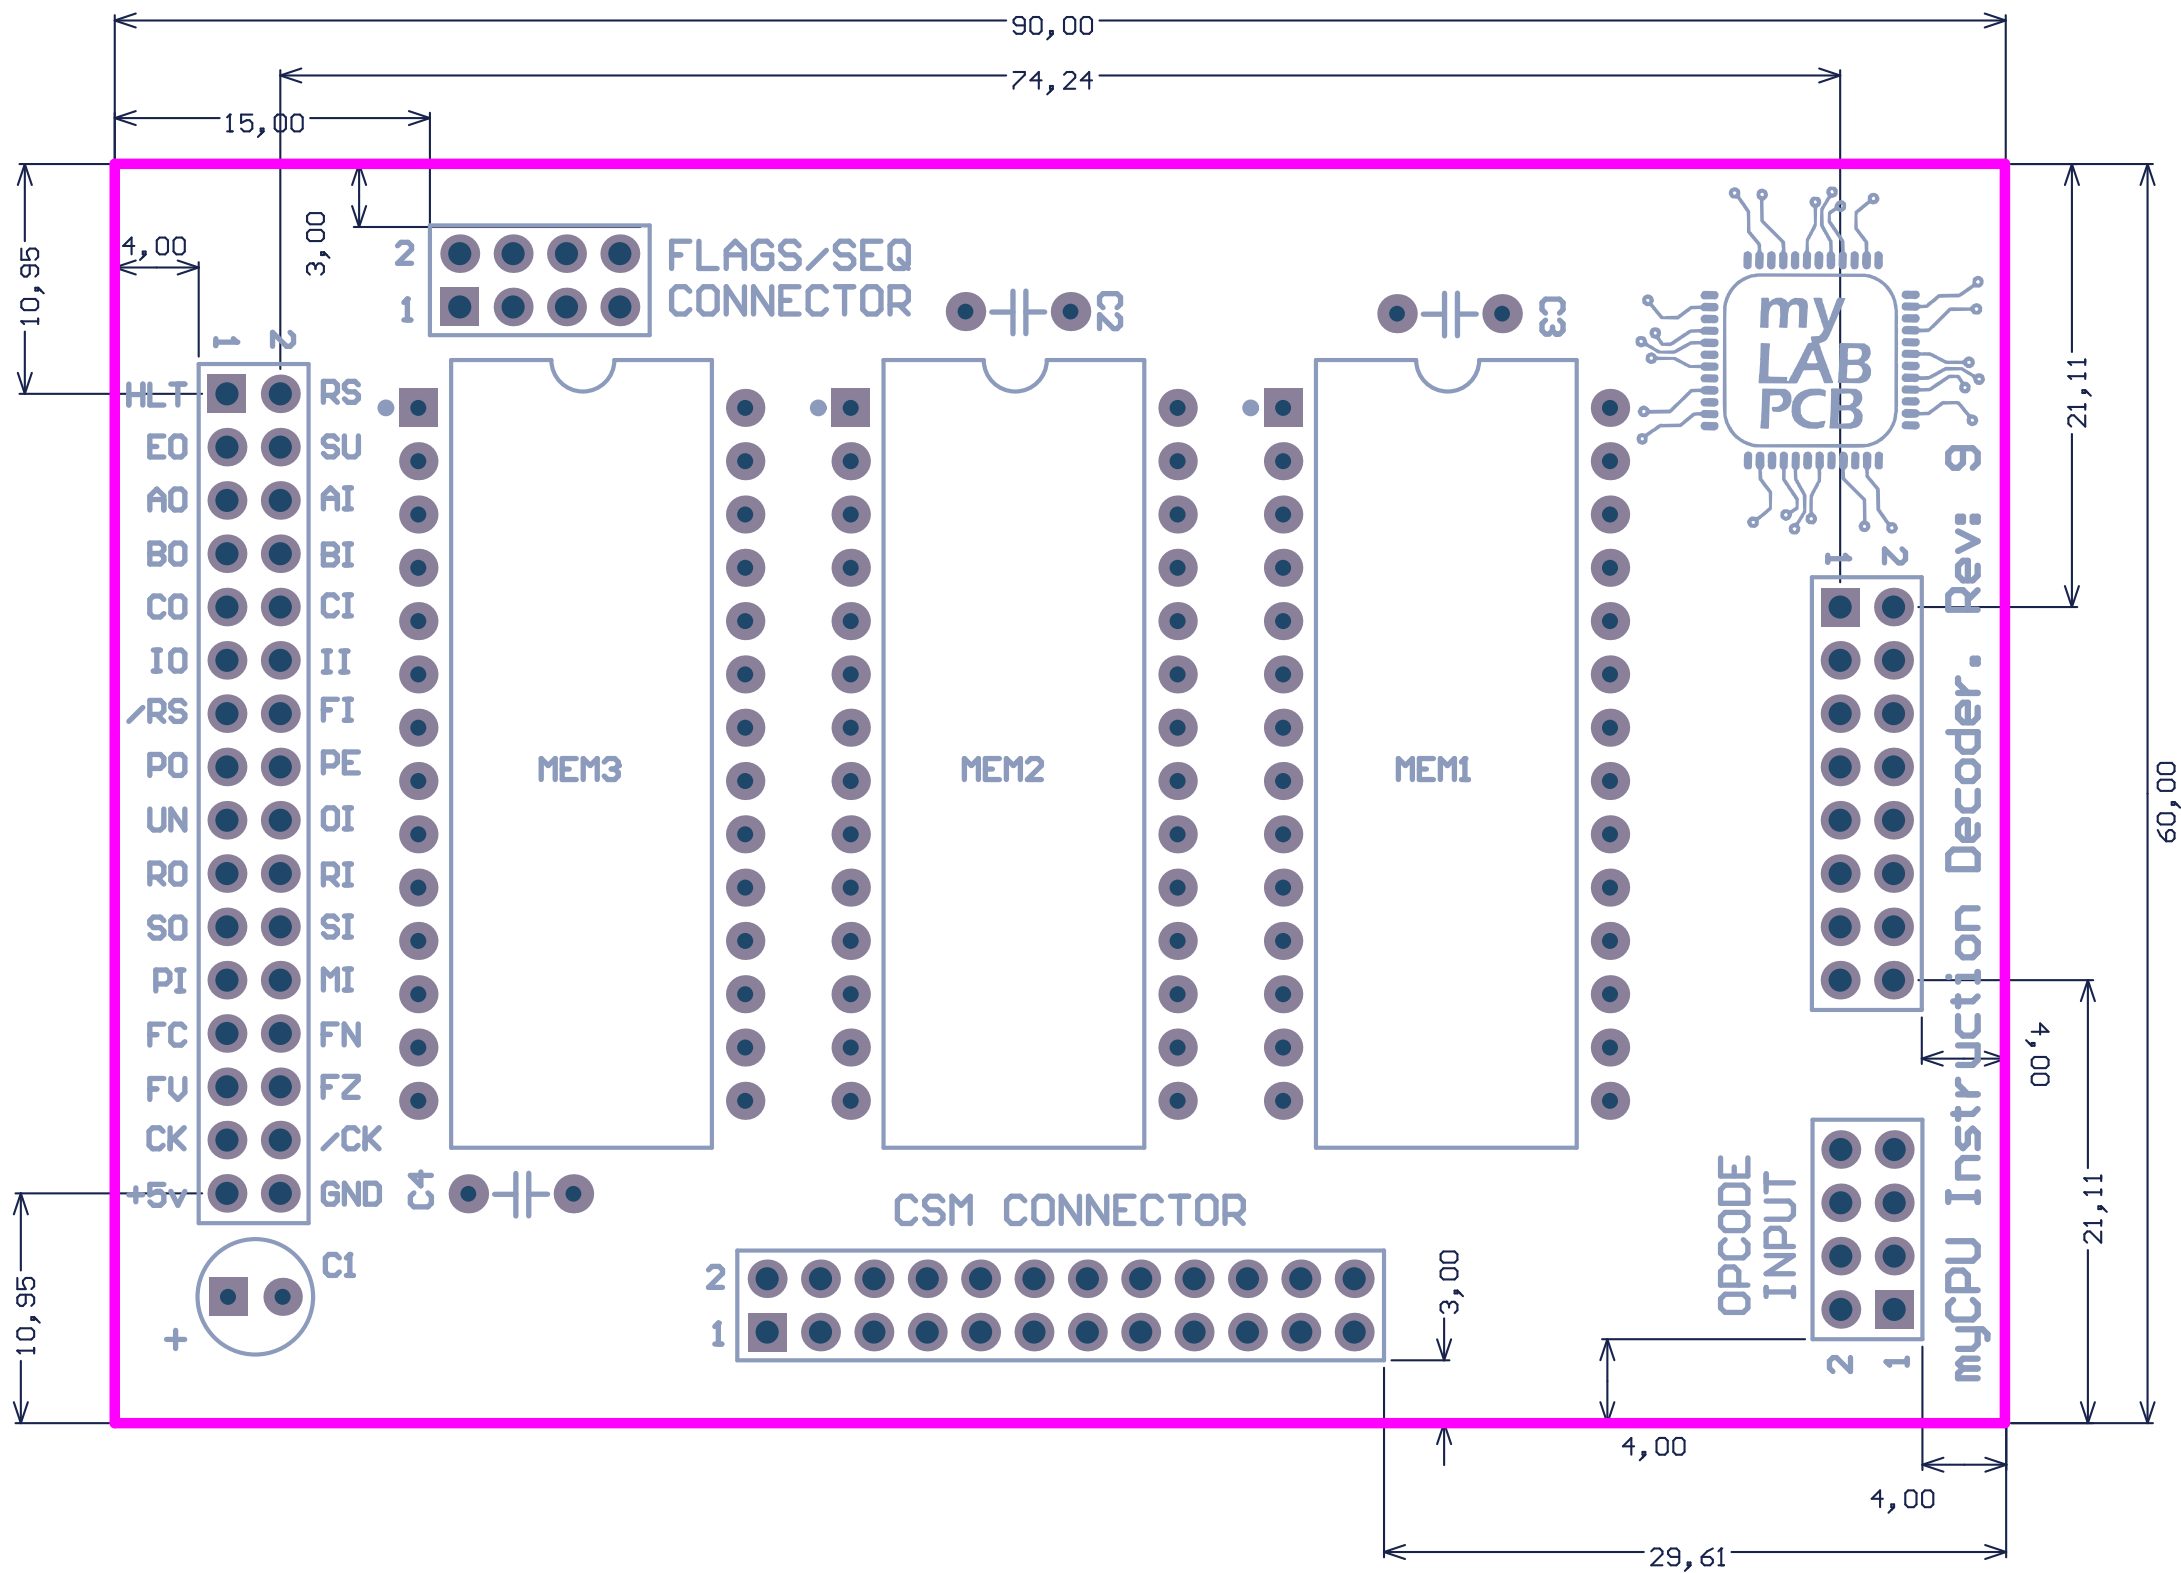 90,00
74,24
15,00
10,95
4,00
3,00
2
1
FLAGS/SEQ
CONNECTOR
C2
C3
my
LAB
PCB
21,11
1 2
HLT RS
EO SU
AO AI
BO BI
CO CI
IO II
/RS FI
PO PE
UN OI
RO RI
SO SI
PI MI
FC FN
FV FZ
CK /CK
+5v GND
MEM3
MEM2
MEM1
1 2
60,00
myCPU Instruction Decoder. Rev: 9
4,00
C4
C1
+
10,95
CSM CONNECTOR
2
1
3,00
OPCODE
INPUT
2 1
21,11
4,00
4,00
29,61